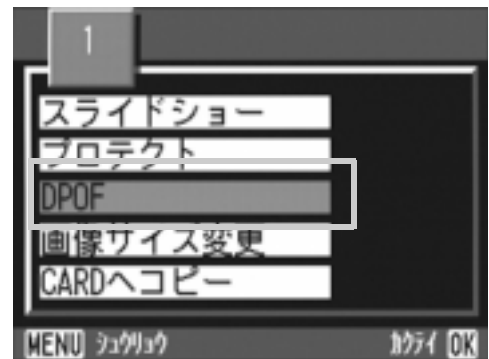 1
スライドショー
プロテクト
DPOF
画像サイズ変更
CARDへコピー
MENU シュウリョウ カクテイ OK